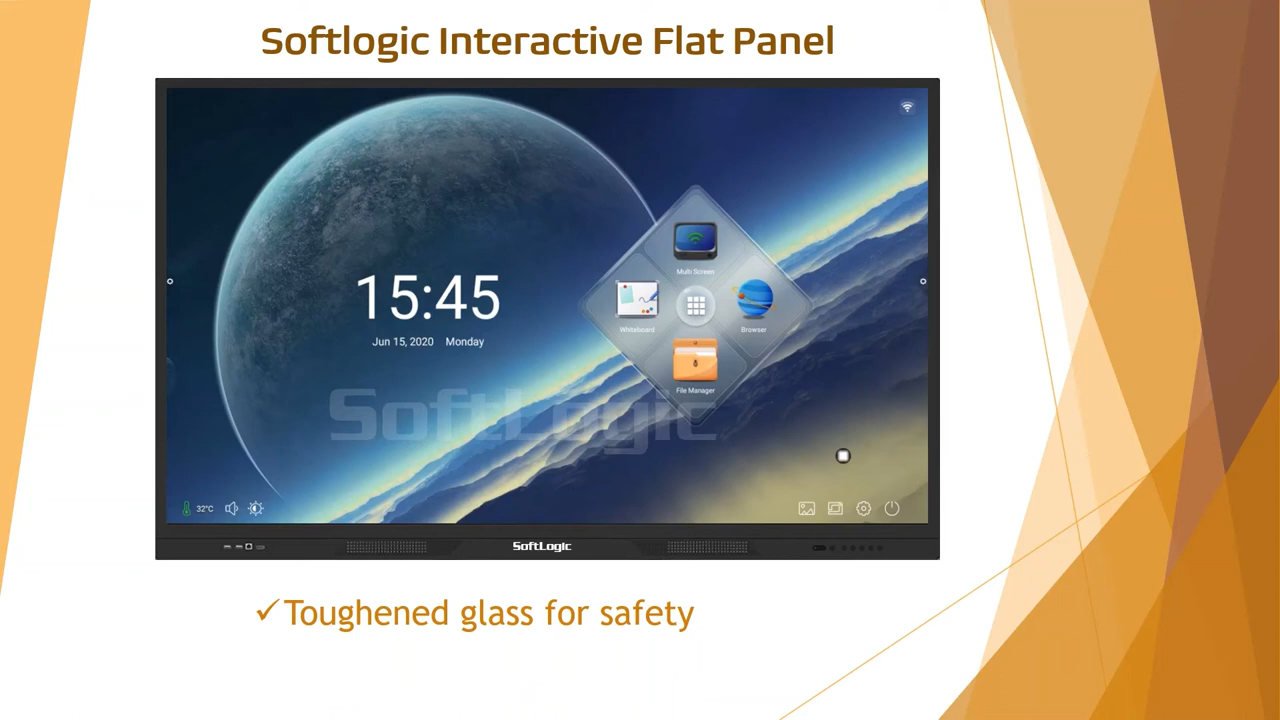 Softlogic Interactive Flat Panel
Multi Screen
15:45
Whiteboard
Browser
Jun 15, 2020 Monday
File Manager
SoftLogic
32°C
SoftLogic
✓Toughened glass for safety